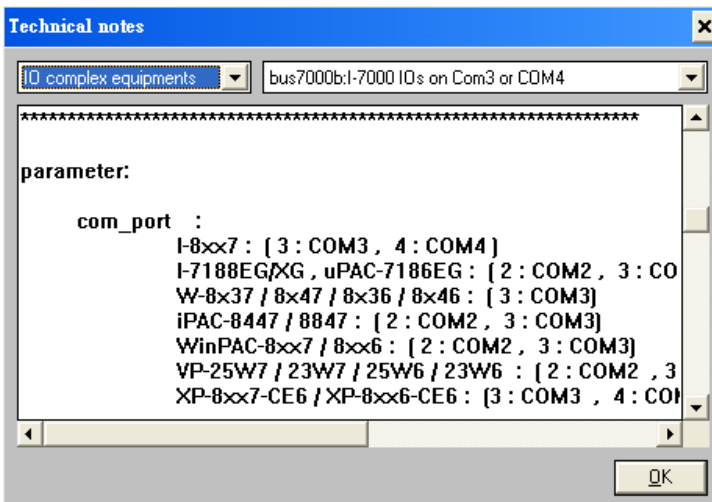 Technical notes
IO complex equipments
bus7000b:I-7000 IOs on Com3 or COM4
******************************************************************
parameter:
com_port :
I-8xx7 : ( 3 : COM3 , 4 : COM4 )
I-7188EG/XG , uPAC-7186EG : ( 2 : COM2 , 3 : CO
W-8x37 / 8x47 / 8x36 / 8x46 : ( 3 : COM3)
iPAC-8447 / 8847 : ( 2 : COM2 , 3 : COM3)
WinPAC-8xx7 / 8xx6 : ( 2 : COM2 , 3 : COM3)
VP-25W7 / 23W7 / 25W6 / 23W6 : ( 2 : COM2 , 3
XP-8xx7-CE6 / XP-8xx6-CE6 : (3 : COM3 , 4 : CO
OK